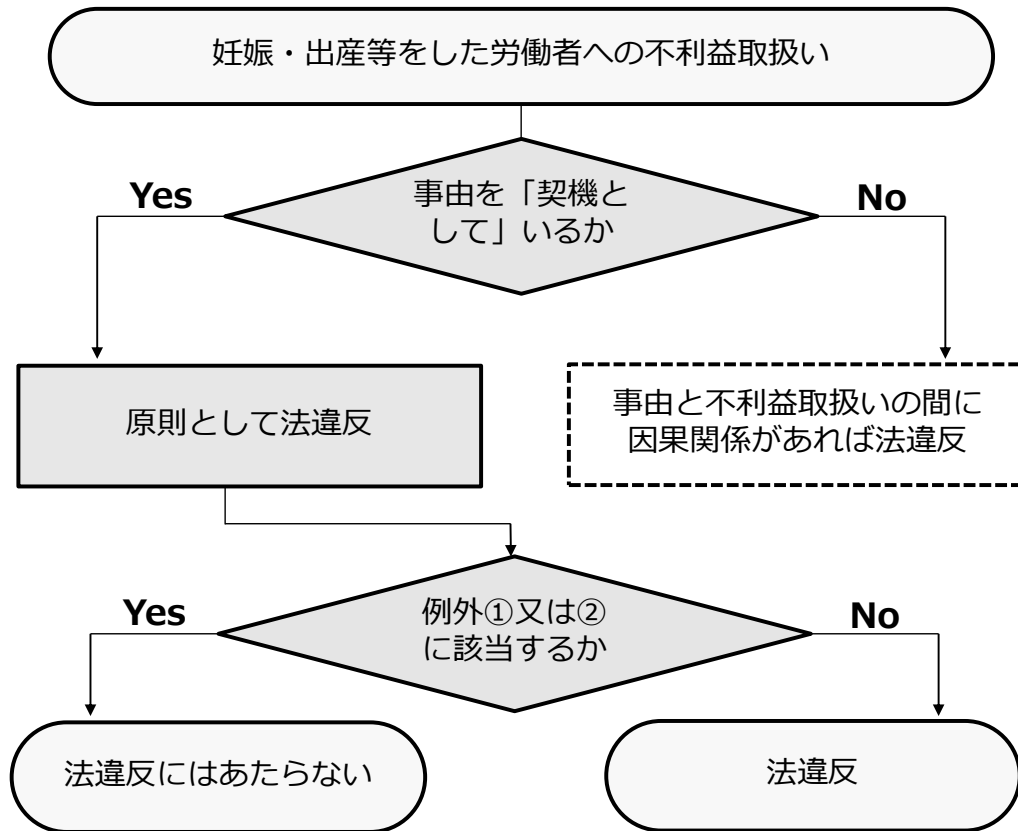 妊娠・出産等をした労働者への不利益取扱い
事由を「契機と
して」いるか
Yes
No
原則として法違反
事由と不利益取扱いの間に
因果関係があれば法違反
例外①又は②
に該当するか
Yes
No
法違反にはあたらない
法違反